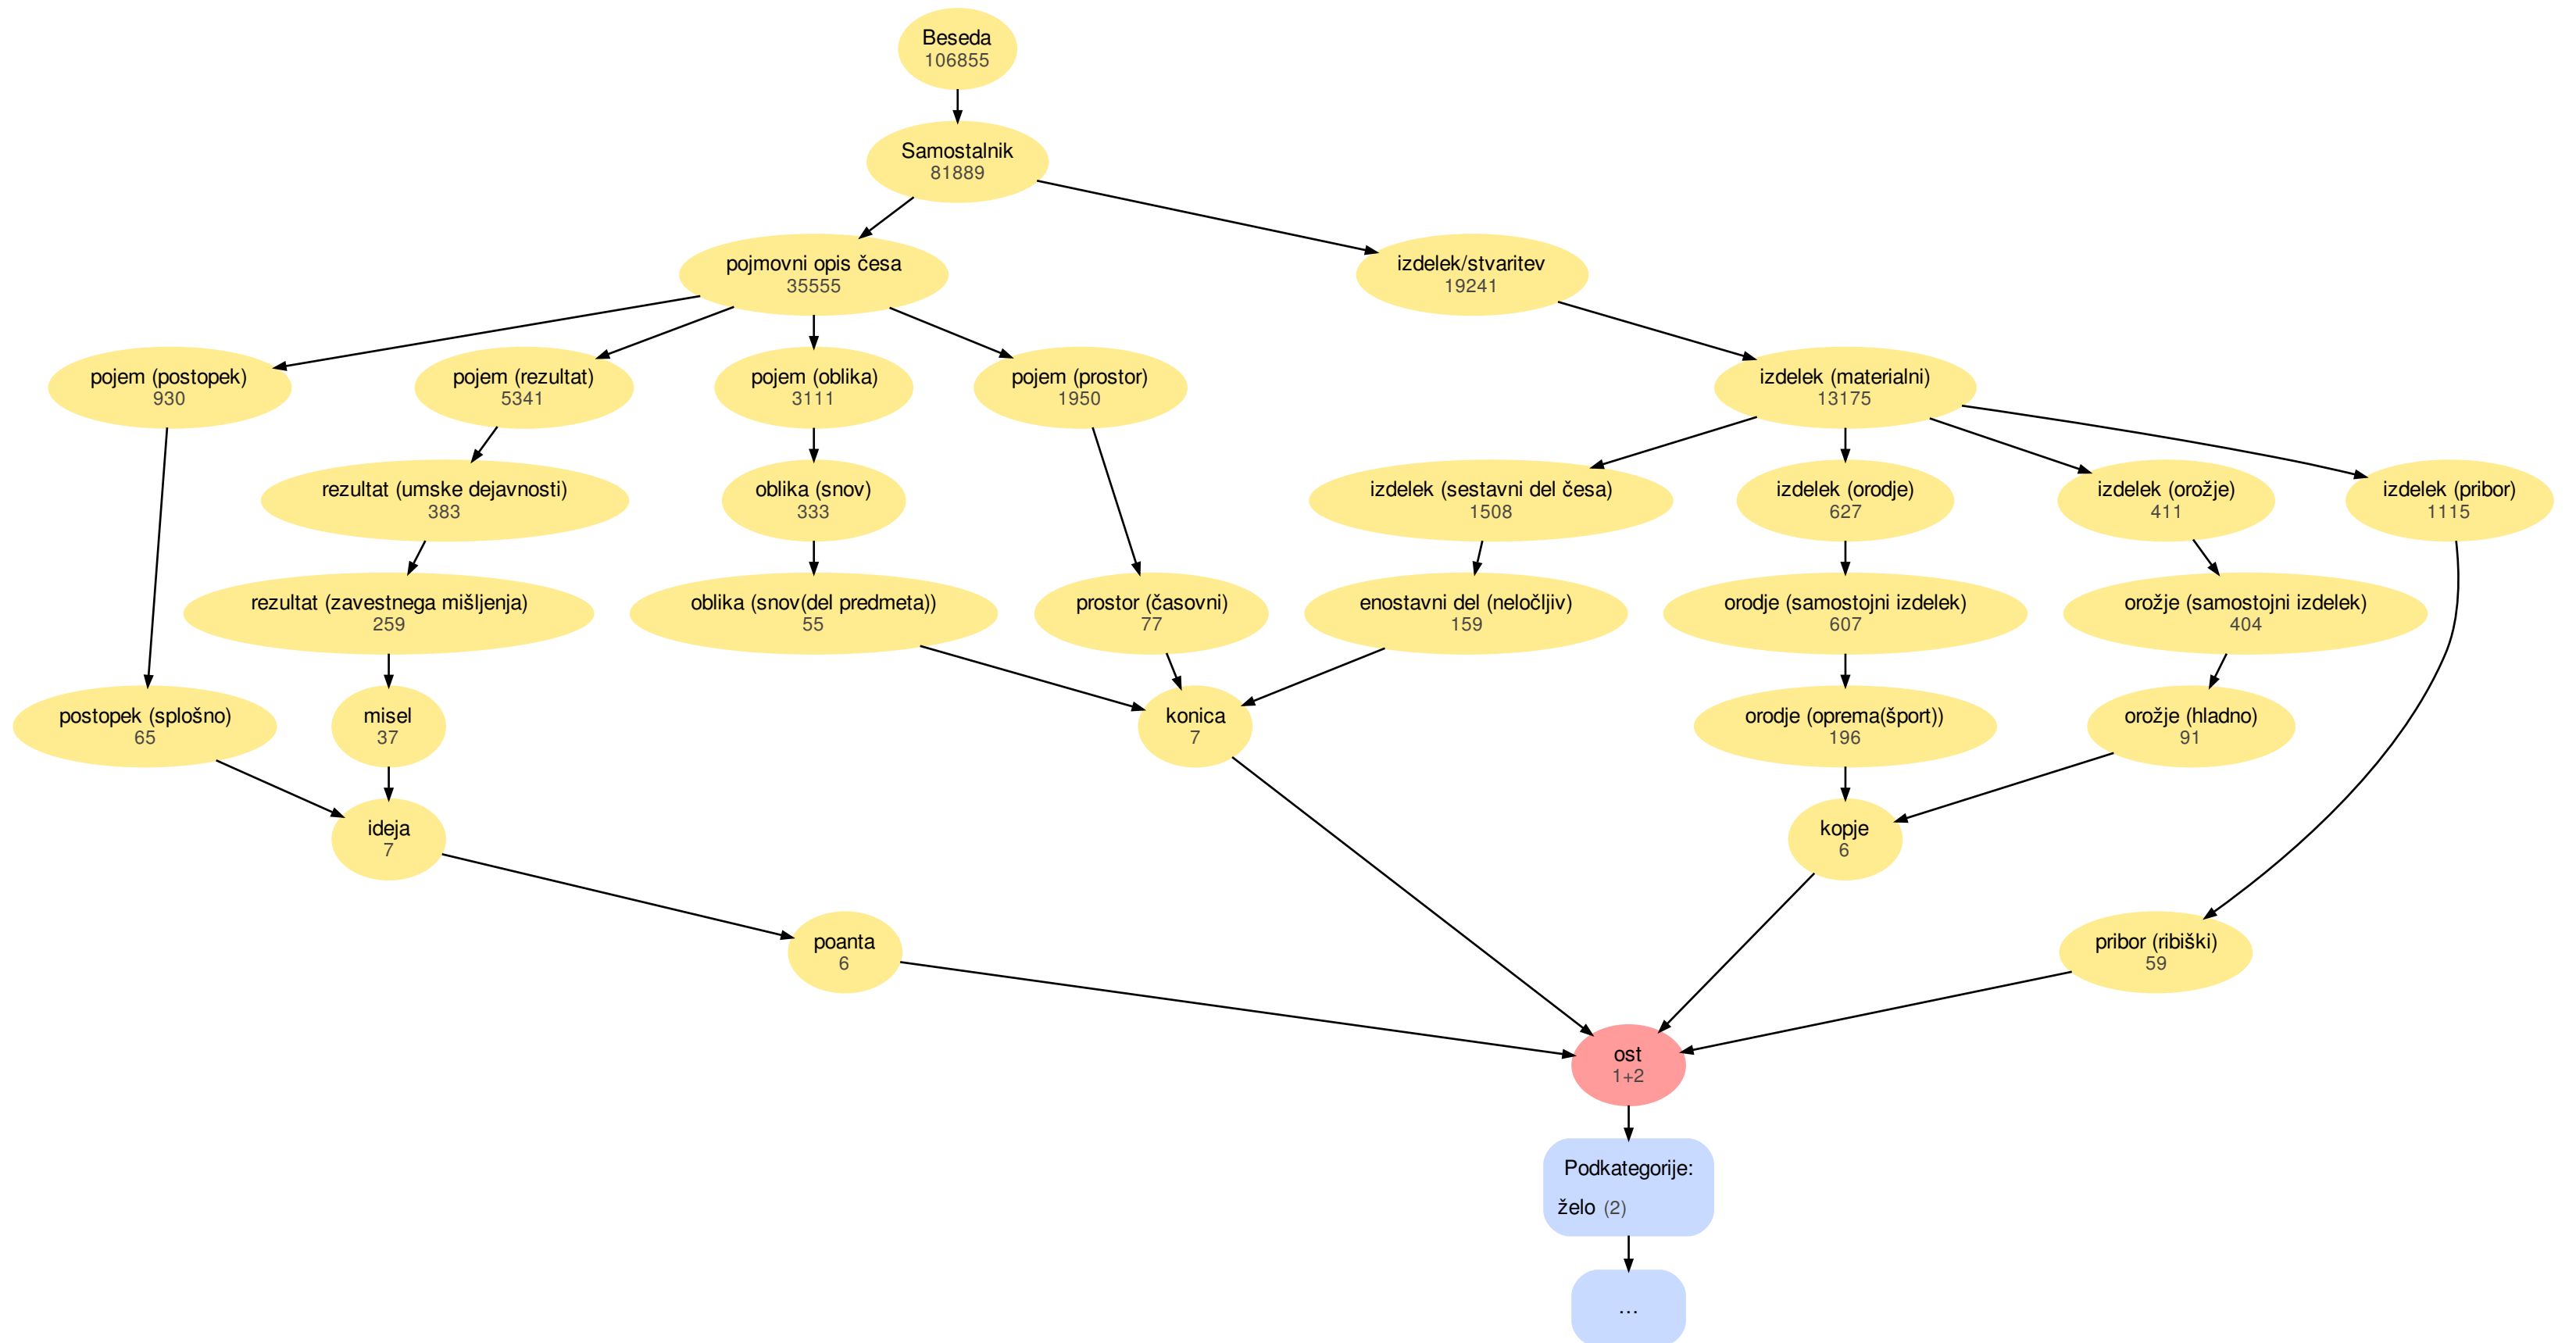 Beseda
106855
Samostalnik
81889
pojmovni opis česa
35555
izdelek/stvaritev
19241
pojem (postopek)
930
pojem (rezultat)
5341
pojem (oblika)
3111
pojem (prostor)
1950
izdelek (materialni)
13175
rezultat (umske dejavnosti)
383
oblika (snov)
333
izdelek (sestavni del česa)
1508
izdelek (orodje)
627
izdelek (orožje)
411
izdelek (pribor)
1115
rezultat (zavestnega mišljenja)
259
oblika (snov(del predmeta))
55
prostor (časovni)
77
enostavni del (neločljiv)
159
orodje (samostojni izdelek)
607
orožje (samostojni izdelek)
404
postopek (splošno)
65
misel
37
konica
7
orodje (oprema(šport))
196
orožje (hladno)
91
ideja
7
kopje
6
poanta
6
pribor (ribiški)
59
ost
1+2
Podkategorije:
želo (2)
...